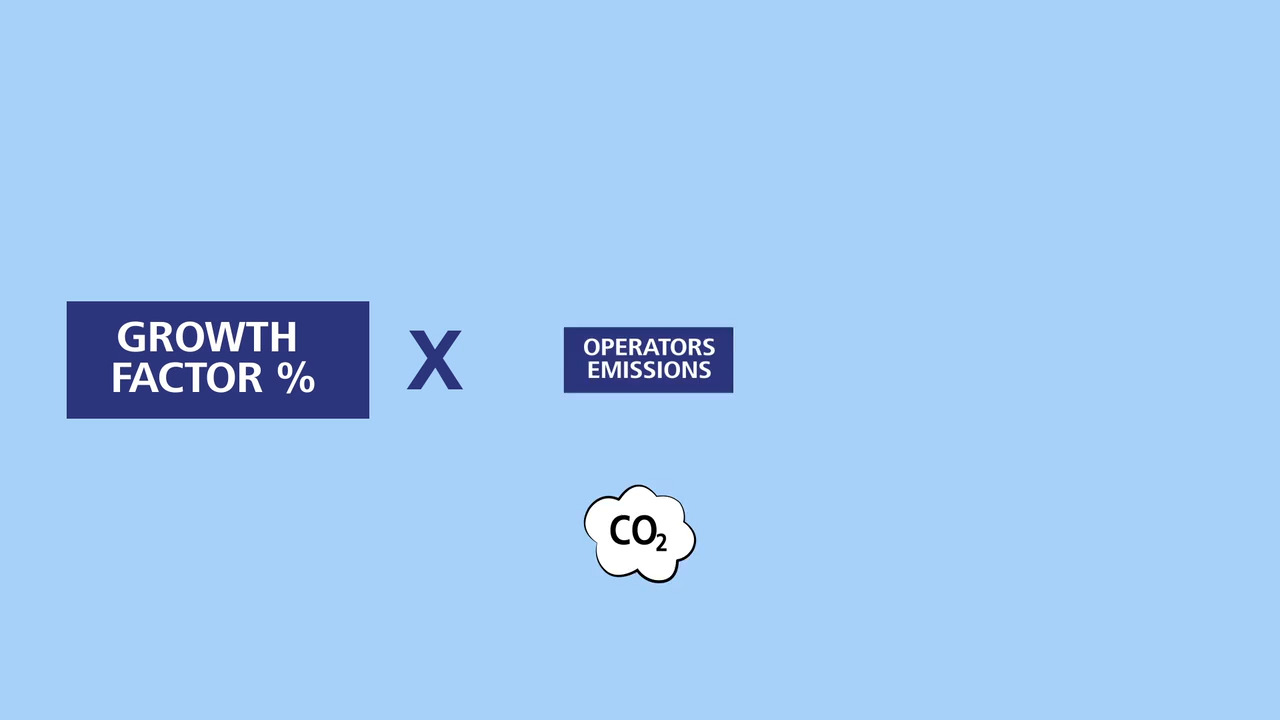 GROWTH
FACTOR %
X
OPERATORS
EMISSIONS
CO₂